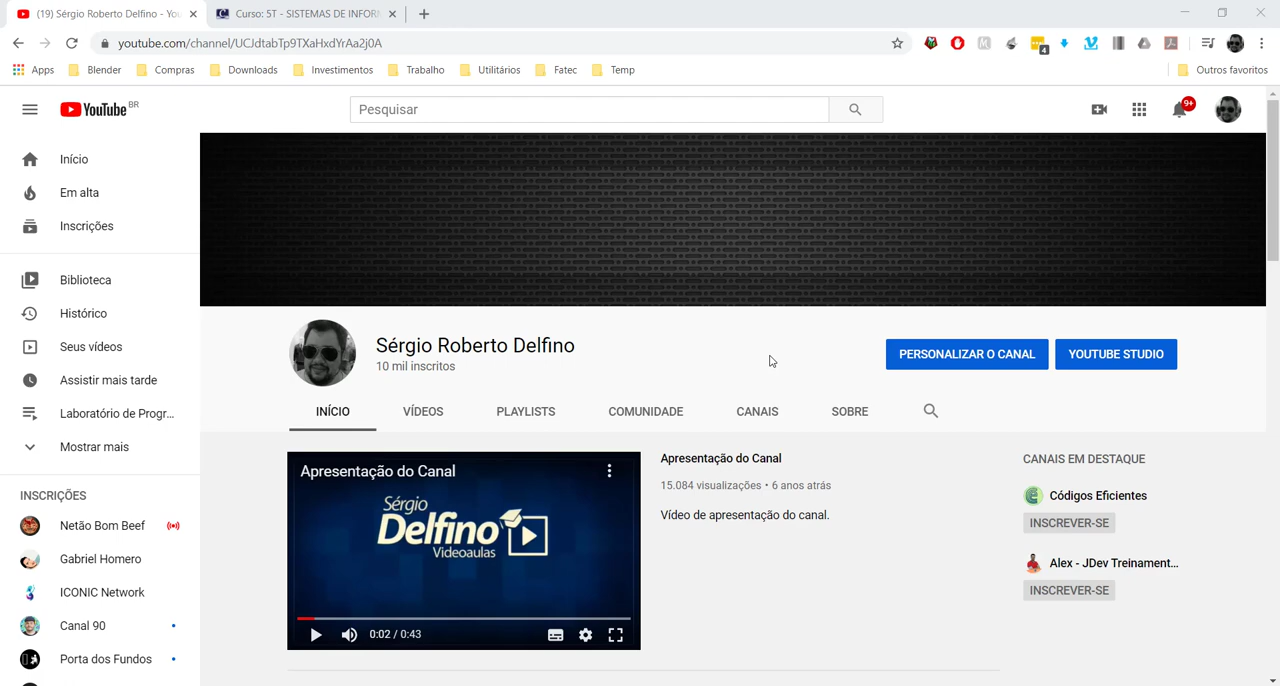 (19) Sérgio Roberto Delfino - You
Curso: 5T - SISTEMAS DE INFOR
youtube.com/channel/UCJdtabTp9TXaHxdYrAa2j0A
4
Apps
Blender
Compras
Downloads
Investimentos
Trabalho
Utilitários
Fatec
Temp
Outros favoritos
YouTube BR
Pesquisar
9+
Início
Em alta
Inscrições
Biblioteca
Histórico
Seus vídeos
Assistir mais tarde
Laboratório de Progr...
Mostrar mais
INSCRIÇÕES
Netão Bom Beef
Gabriel Homero
ICONIC Network
Canal 90
Porta dos Fundos
Sérgio Roberto Delfino
10 mil inscritos
PERSONALIZAR O CANAL
YOUTUBE STUDIO
INÍCIO
VÍDEOS
PLAYLISTS
COMUNIDADE
CANAIS
SOBRE
Apresentação do Canal
Sérgio
Delfino
Videoaulas
0:02 / 0:43
Apresentação do Canal
15.084 visualizações • 6 anos atrás
Vídeo de apresentação do canal.
CANAIS EM DESTAQUE
Códigos Eficientes
INSCREVER-SE
Alex - JDev Treinament...
INSCREVER-SE